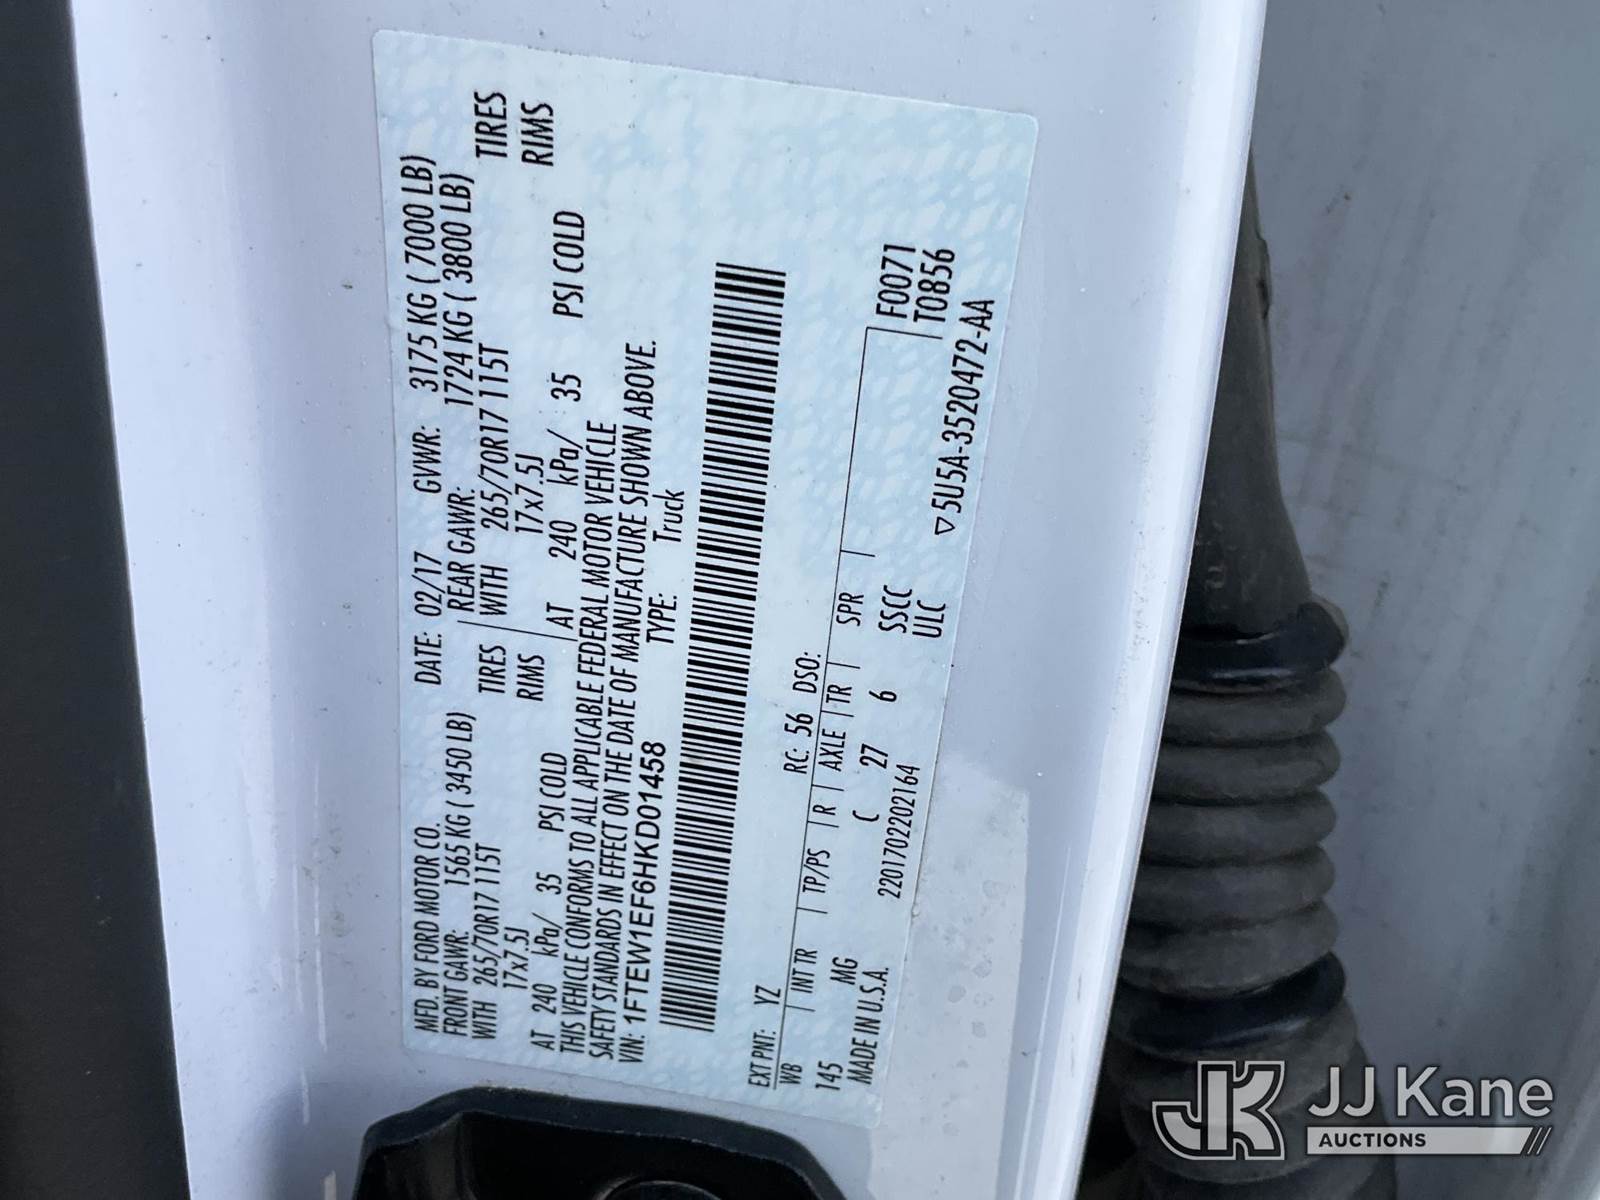 MFD. BY FORD MOTOR CO. DATE: 02/17 GVWR: 3175 KG ( 7000 LB)
FRONT GAWR: 1565 KG ( 3450 LB) REAR GAWR: 1724 KG ( 3800 LB)
WITH 265/70R17 115T TIRES WITH 265/70R17 115T TIRES
17x7.5J RIMS 17x7.5J RIMS
AT 240 kPa/ 35 PSI COLD AT 240 kPa/ 35 PSI COLD
THIS VEHICLE CONFORMS TO ALL APPLICABLE FEDERAL MOTOR VEHICLE
SAFETY STANDARDS IN EFFECT ON THE DATE OF MANUFACTURE SHOWN ABOVE.
VIN: 1FTEW1EF6HKD01458 TYPE: Truck
EXT PNT: YZ RC: 56 DSO:
WB INT TR TP/PS R AXLE TR SPR F0071
145 MG C 27 6 SSCC T0856
MADE IN U.S.A. 2201702202164 ULC
▽5U5A-3520472-AA
JK JJ Kane
AUCTIONS